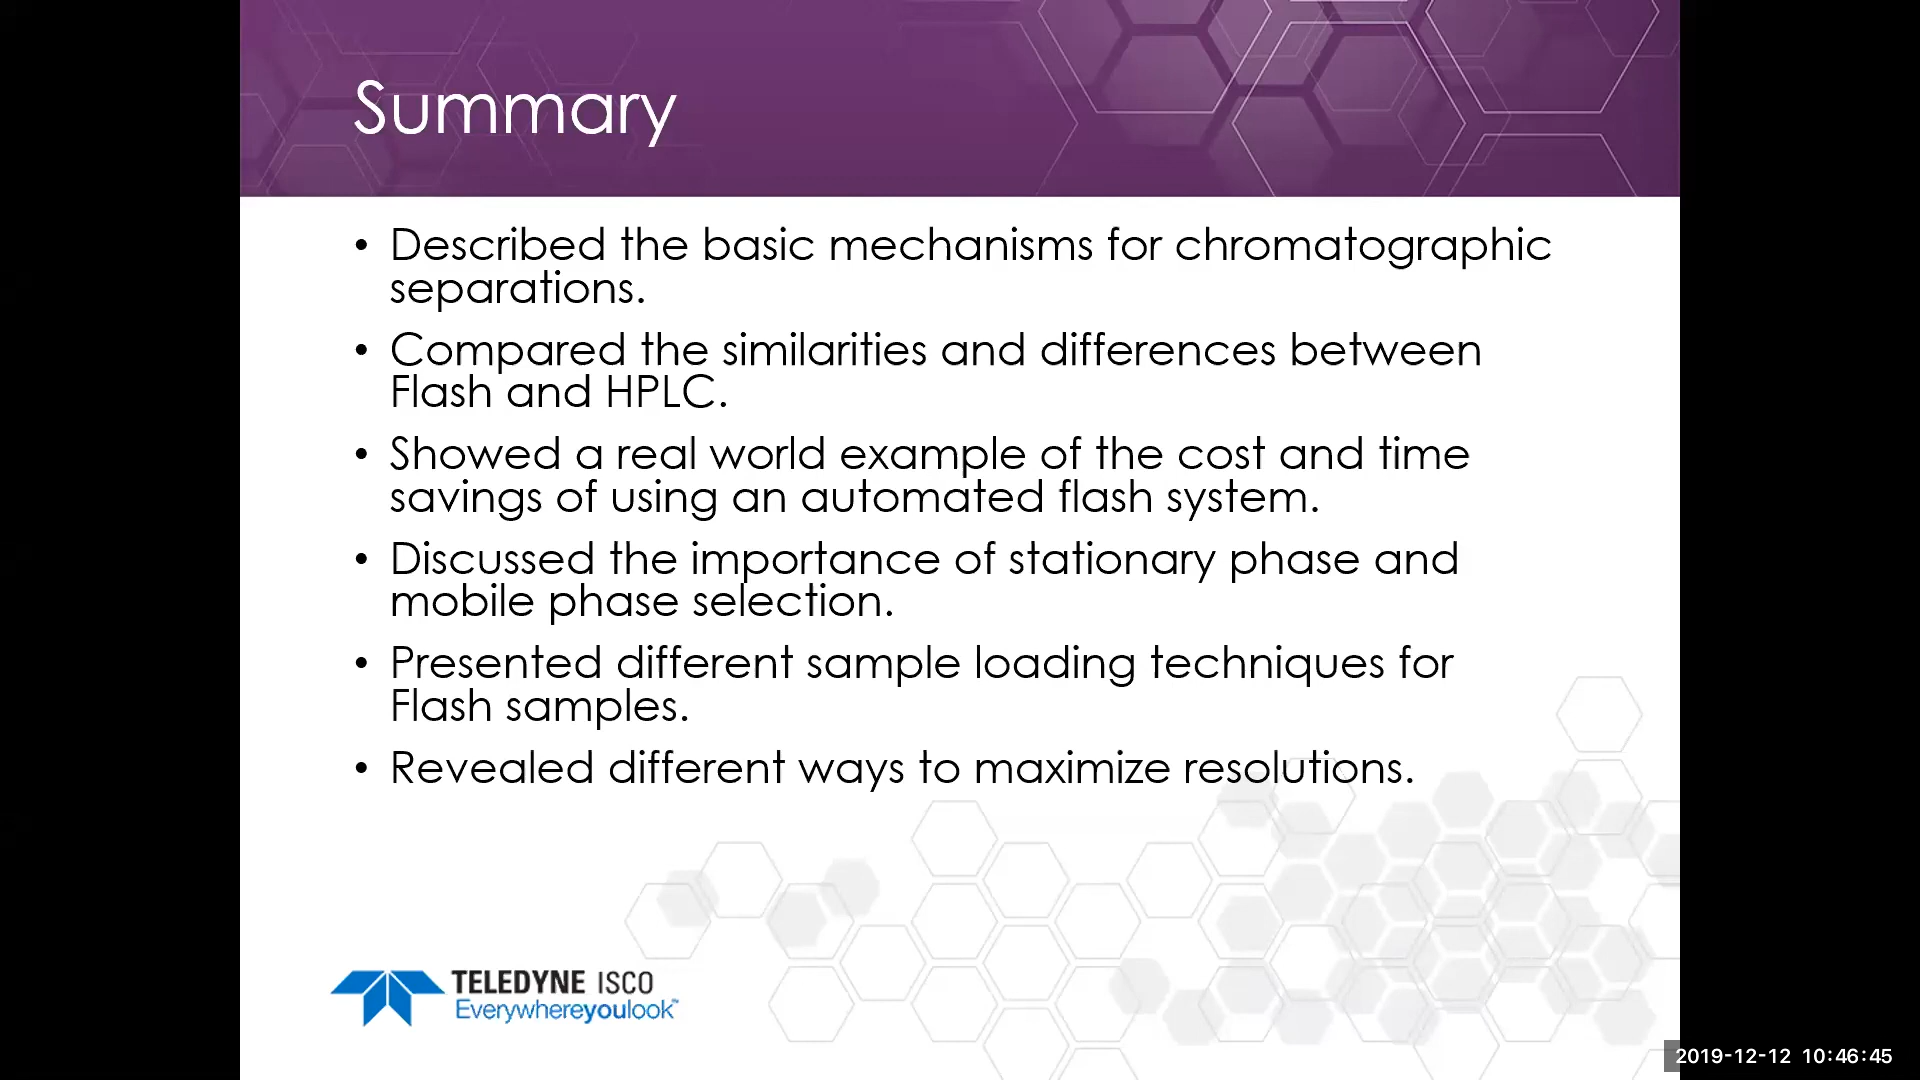 Summary
• Described the basic mechanisms for chromatographic
separations.
• Compared the similarities and differences between
Flash and HPLC.
• Showed a real world example of the cost and time
savings of using an automated flash system.
• Discussed the importance of stationary phase and
mobile phase selection.
• Presented different sample loading techniques for
Flash samples.
• Revealed different ways to maximize resolutions.
TELEDYNE ISCO
Everywhereyoulook™
2019-12-12 10:46:45